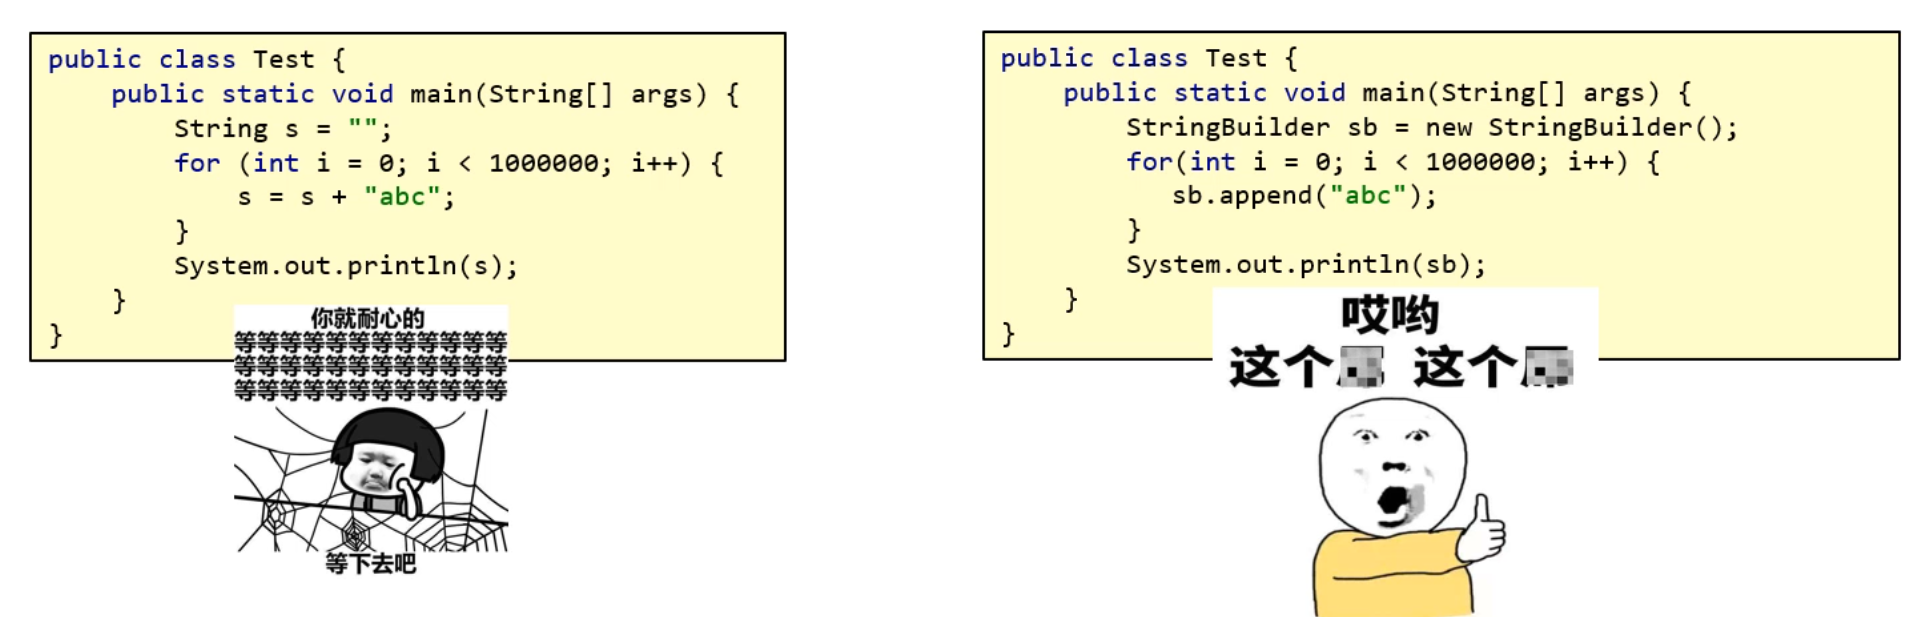 public class Test {
    public static void main(String[] args) {
        String s = "";
        for (int i = 0; i < 1000000; i++) {
            s = s + "abc";
        }
        System.out.println(s);
    }
}
你就耐心的
等等等等等等等等等等等等
等等等等等等等等等等等等
等等等等等等等等等等等等
等下去吧
public class Test {
    public static void main(String[] args) {
        StringBuilder sb = new StringBuilder();
        for(int i = 0; i < 1000000; i++) {
           sb.append("abc");
        }
        System.out.println(sb);
    }
}
哎哟
这个 这个